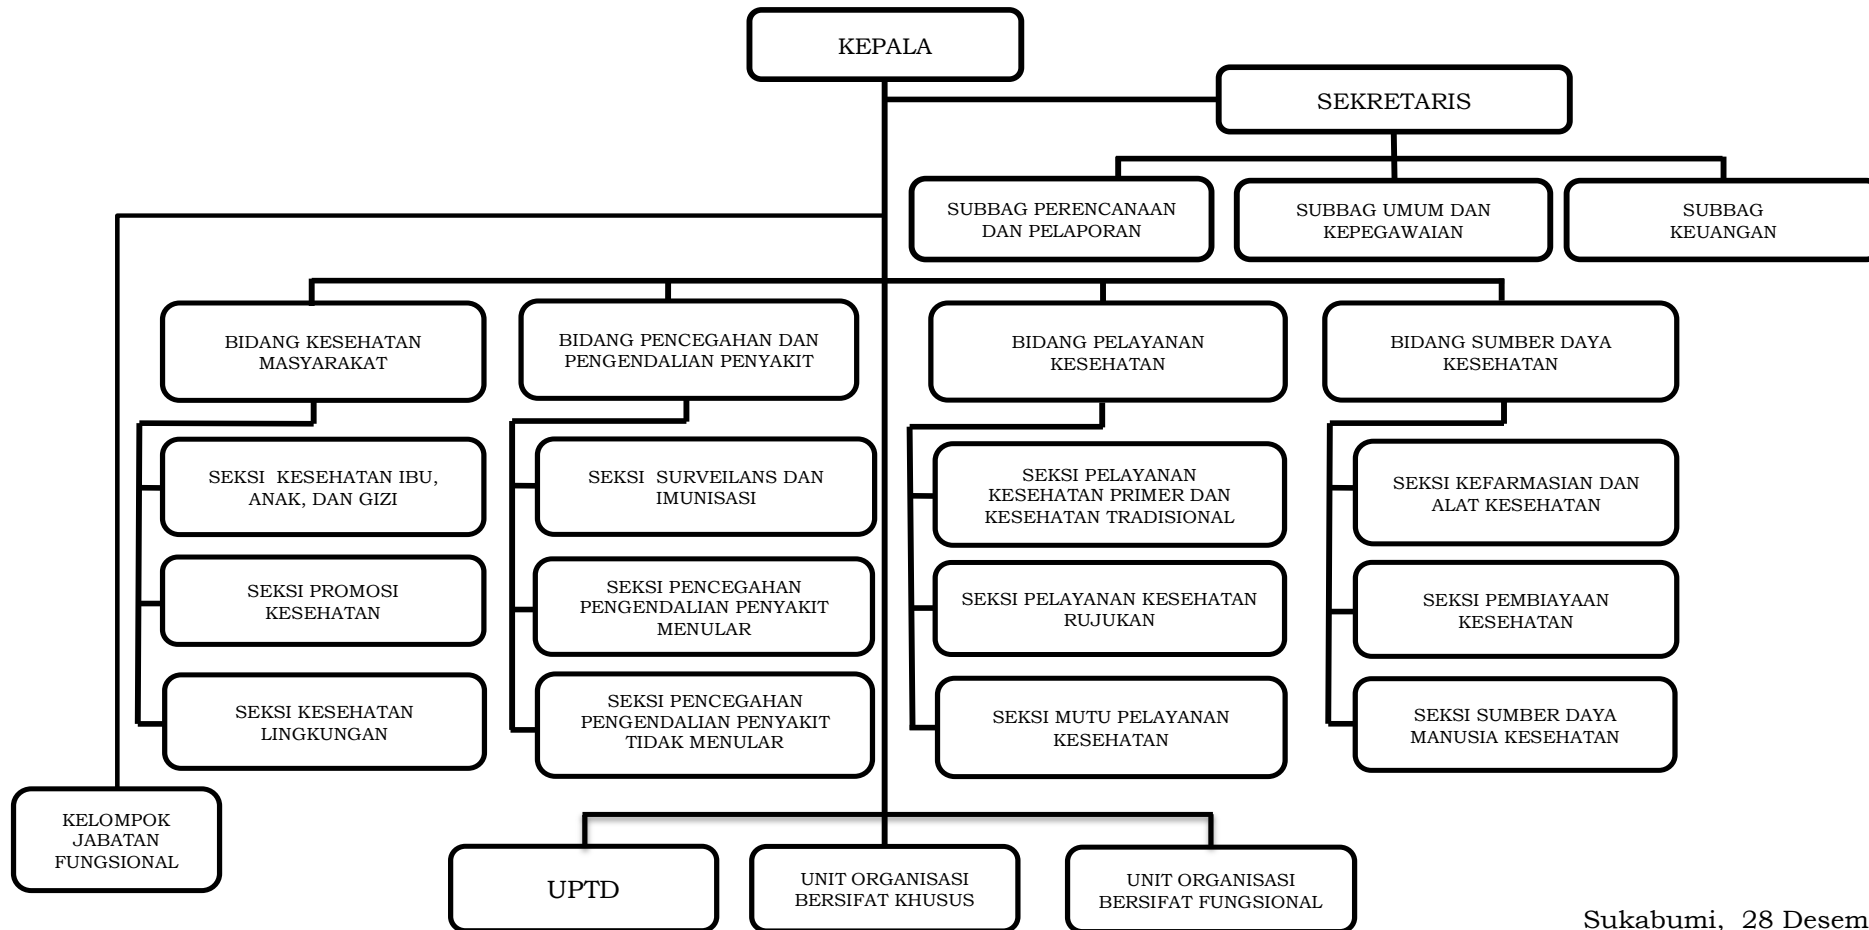 KEPALA
SEKRETARIS
SUBBAG PERENCANAAN
DAN PELAPORAN
SUBBAG UMUM DAN
KEPEGAWAIAN
SUBBAG
KEUANGAN
BIDANG KESEHATAN
MASYARAKAT
BIDANG PENCEGAHAN DAN
PENGENDALIAN PENYAKIT
BIDANG PELAYANAN
KESEHATAN
BIDANG SUMBER DAYA
KESEHATAN
SEKSI KESEHATAN IBU,
ANAK, DAN GIZI
SEKSI SURVEILANS DAN
IMUNISASI
SEKSI PELAYANAN
KESEHATAN PRIMER DAN
KESEHATAN TRADISIONAL
SEKSI KEFARMASIAN DAN
ALAT KESEHATAN
SEKSI PROMOSI
KESEHATAN
SEKSI PENCEGAHAN
PENGENDALIAN PENYAKIT
MENULAR
SEKSI PELAYANAN KESEHATAN
RUJUKAN
SEKSI PEMBIAYAAN
KESEHATAN
SEKSI KESEHATAN
LINGKUNGAN
SEKSI PENCEGAHAN
PENGENDALIAN PENYAKIT
TIDAK MENULAR
SEKSI MUTU PELAYANAN
KESEHATAN
SEKSI SUMBER DAYA
MANUSIA KESEHATAN
KELOMPOK
JABATAN
FUNGSIONAL
UPTD
UNIT ORGANISASI
BERSIFAT KHUSUS
UNIT ORGANISASI
BERSIFAT FUNGSIONAL
Sukabumi, 28 Desem